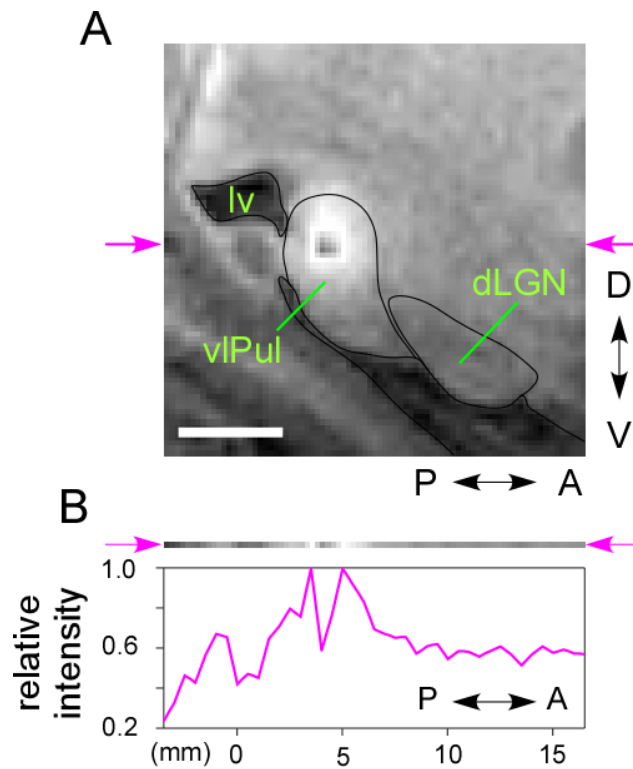 A
lv
dLGN
vlPul
D
V
P A
B
relative intensity
1.0
0.6
0.2
P A
(mm) 0 5 10 15